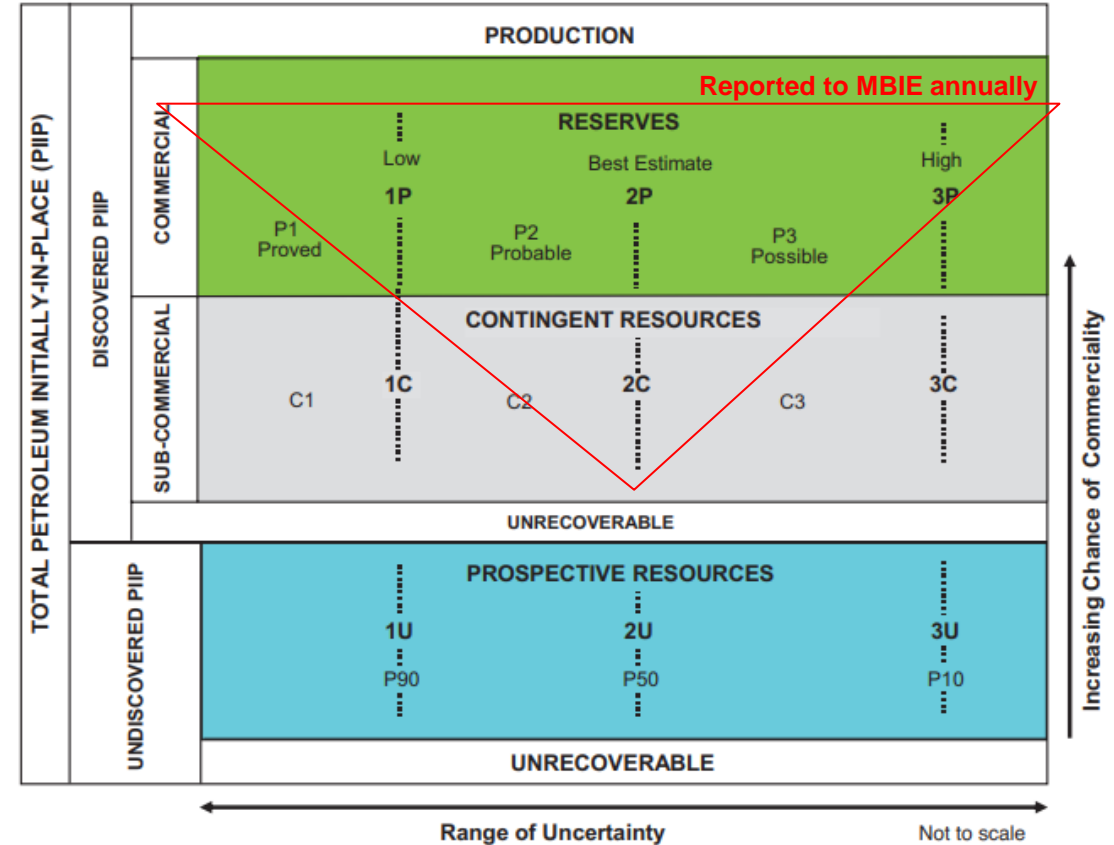 TOTAL PETROLEUM INITIALLY-IN-PLACE (PIIP)
DISCOVERED PIIP
UNDISCOVERED PIIP
COMMERCIAL
SUB-COMMERCIAL
PRODUCTION
Reported to MBIE annually
RESERVES
Low
Best Estimate
High
1P
2P
3P
P1
Proved
P2
Probable
P3
Possible
CONTINGENT RESOURCES
1C
2C
3C
C1
C2
C3
UNRECOVERABLE
PROSPECTIVE RESOURCES
1U
2U
3U
P90
P50
P10
UNRECOVERABLE
Increasing Chance of Commerciality
Range of Uncertainty
Not to scale